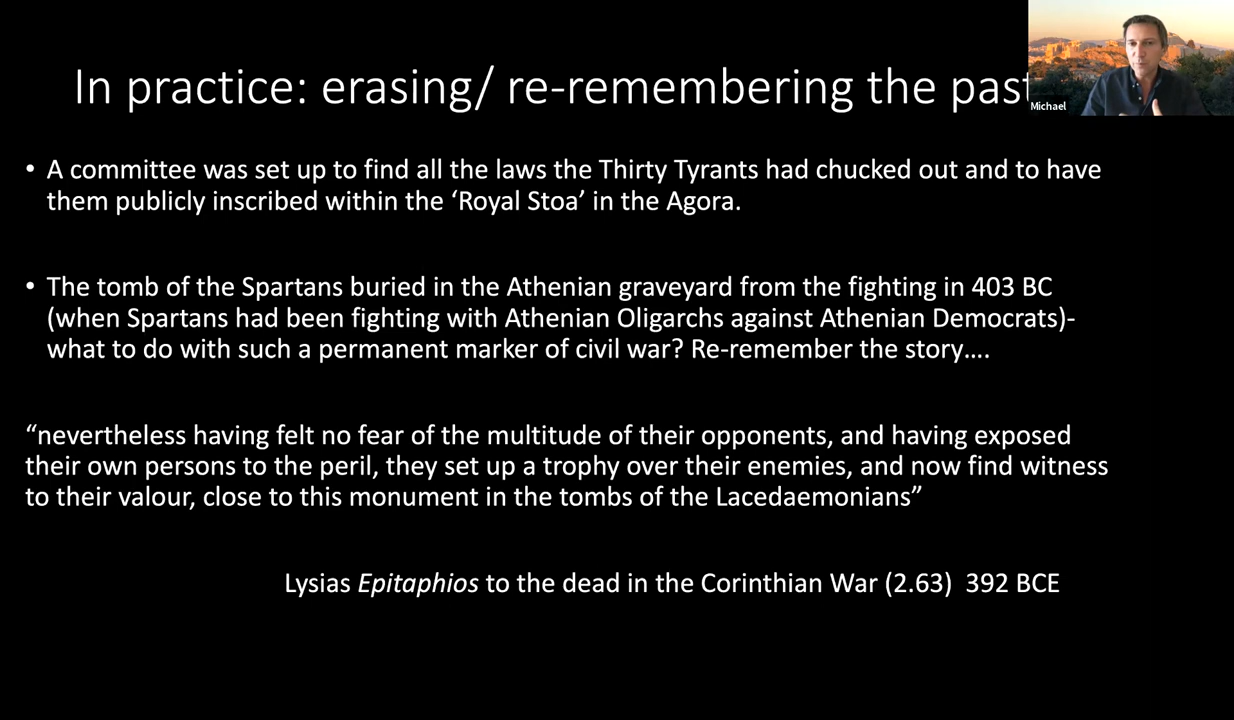 In practice: erasing/ re-remembering the past
Michael
• A committee was set up to find all the laws the Thirty Tyrants had chucked out and to have
them publicly inscribed within the ‘Royal Stoa’ in the Agora.
• The tomb of the Spartans buried in the Athenian graveyard from the fighting in 403 BC
(when Spartans had been fighting with Athenian Oligarchs against Athenian Democrats)-
what to do with such a permanent marker of civil war? Re-remember the story….
“nevertheless having felt no fear of the multitude of their opponents, and having exposed
their own persons to the peril, they set up a trophy over their enemies, and now find witness
to their valour, close to this monument in the tombs of the Lacedaemonians”
Lysias Epitaphios to the dead in the Corinthian War (2.63) 392 BCE